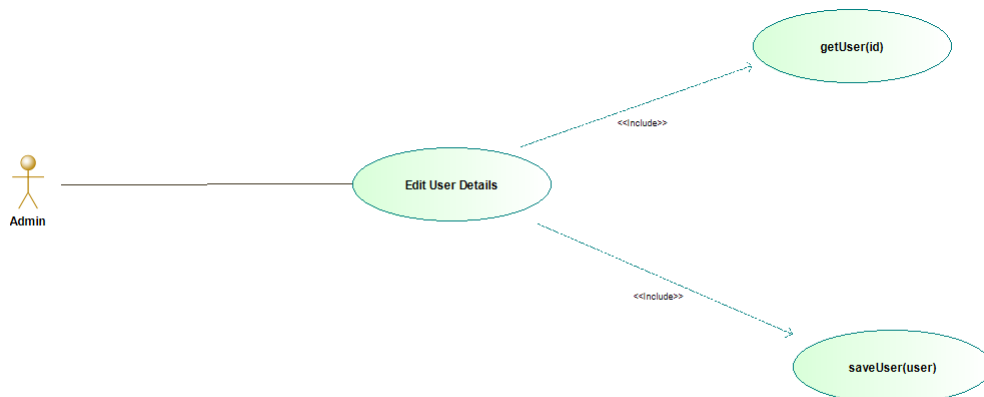 getUser(id)
<<Include>>
Edit User Details
Admin
<<Include>>
saveUser(user)